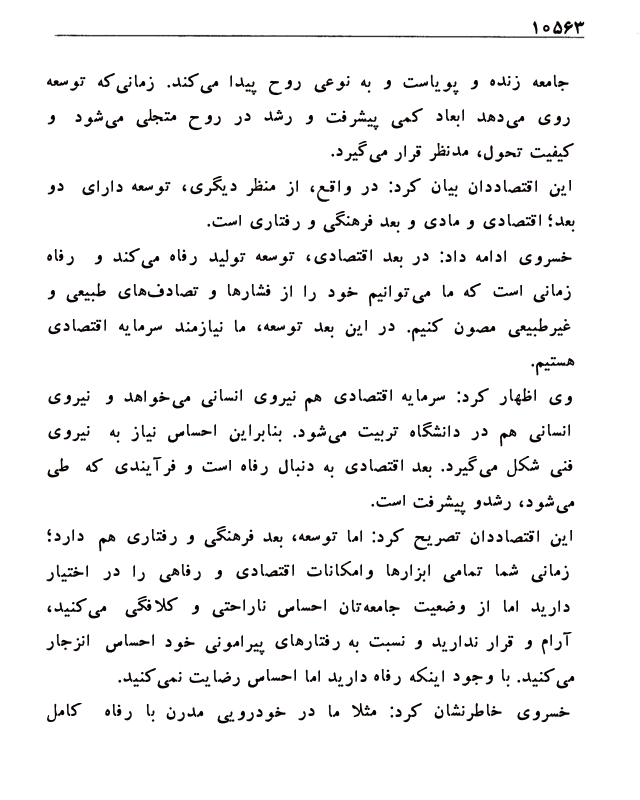 ۱۰۵۶۳
جامعه زنده و پویاست و به نوعی روح پیدا می‌کند. زمانی‌که توسعه
روی می‌دهد ابعاد کمی پیشرفت و رشد در روح متجلی می‌شود و
کیفیت تحول، مدنظر قرار می‌گیرد.
این اقتصاددان بیان کرد: در واقع، از منظر دیگری، توسعه دارای دو
بعد؛ اقتصادی و مادی و بعد فرهنگی و رفتاری است.
خسروی ادامه داد: در بعد اقتصادی، توسعه تولید رفاه می‌کند و رفاه
زمانی است که ما می‌توانیم خود را از فشارها و تصادف‌های طبیعی و
غیرطبیعی مصون کنیم. در این بعد توسعه، ما نیازمند سرمایه اقتصادی
هستیم.
وی اظهار کرد: سرمایه اقتصادی هم نیروی انسانی می‌خواهد و نیروی
انسانی هم در دانشگاه تربیت می‌شود. بنابراین احساس نیاز به نیروی
فنی شکل می‌گیرد. بعد اقتصادی به دنبال رفاه است و فرآیندی که طی
می‌شود، رشدو پیشرفت است.
این اقتصاددان تصریح کرد: اما توسعه، بعد فرهنگی و رفتاری هم دارد؛
زمانی شما تمامی ابزارها وامکانات اقتصادی و رفاهی را در اختیار
دارید اما از وضعیت جامعه‌تان احساس ناراحتی و کلافگی می‌کنید،
آرام و قرار ندارید و نسبت به رفتارهای پیرامونی خود احساس انزجار
می‌کنید. با وجود اینکه رفاه دارید اما احساس رضایت نمی‌کنید.
خسروی خاطرنشان کرد: مثلا ما در خودرویی مدرن با رفاه کامل